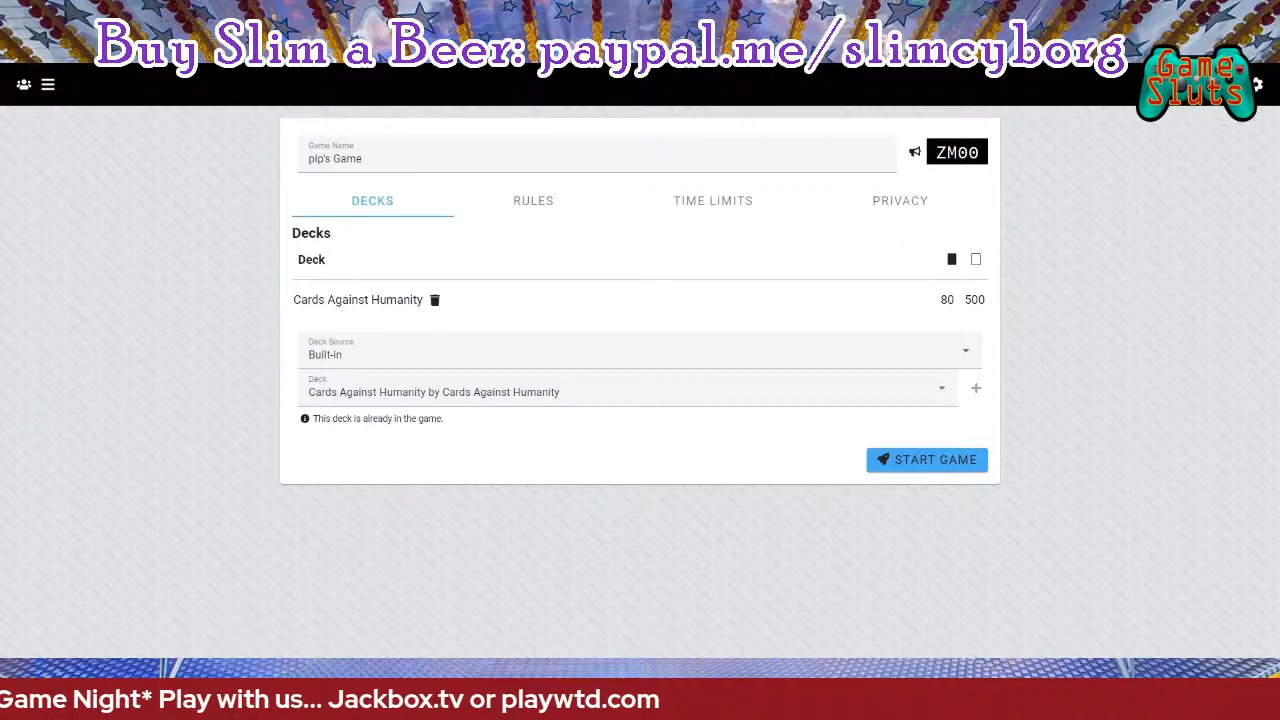 Buy Slim a Beer: paypal.me/slimcyborg
Game
Sluts
Game Name
pip's Game
ZM00
DECKS
RULES
TIME LIMITS
PRIVACY
Decks
Deck
Cards Against Humanity
80
500
Deck Source
Built-in
Deck
Cards Against Humanity by Cards Against Humanity
This deck is already in the game.
START GAME
Game Night* Play with us... Jackbox.tv or playwtd.com